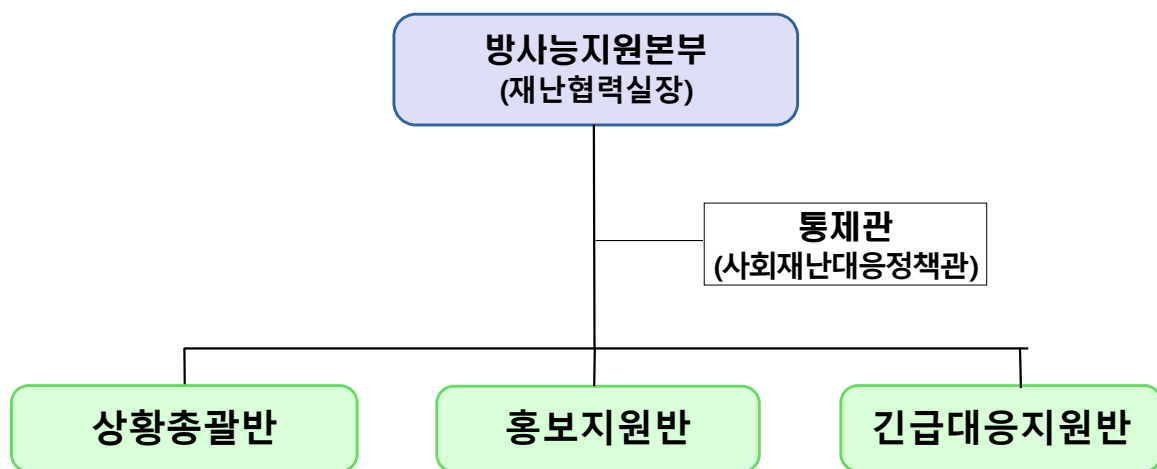 방사능지원본부
(재난협력실장)
통제관
(사회재난대응정책관)
상황총괄반
홍보지원반
긴급대응지원반